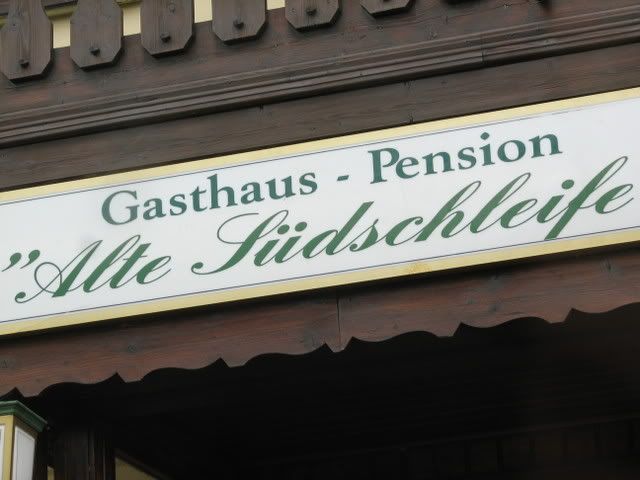 Gasthaus - Pension
"Alte Südschleife